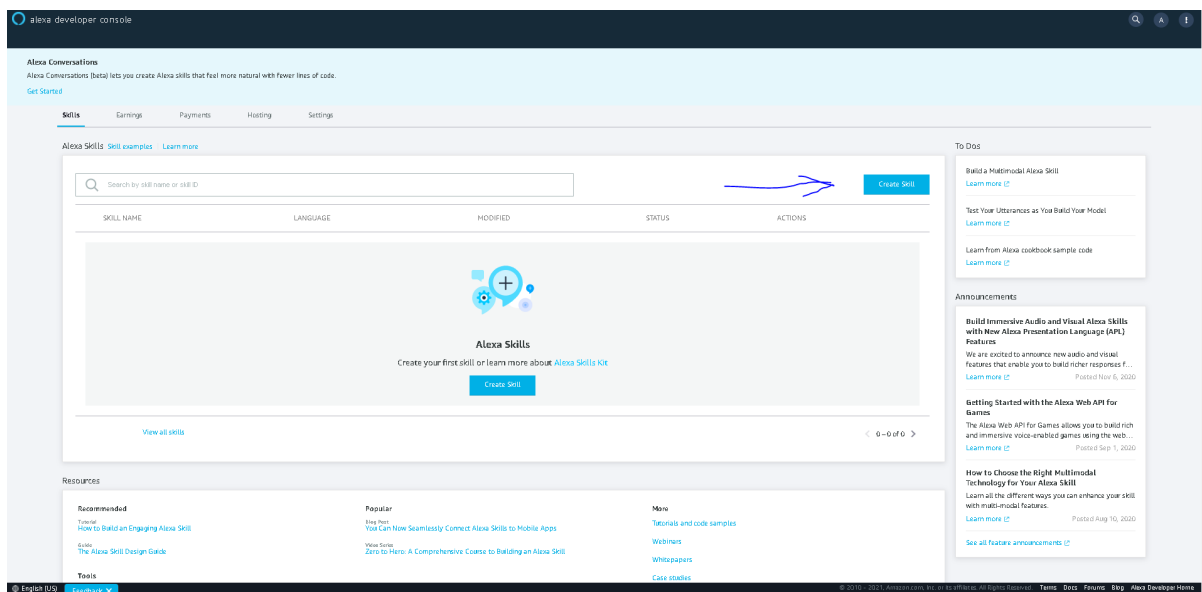 alexa developer console
A
Alexa Conversations
Alexa Conversations (beta) lets you create Alexa skills that feel more natural with fewer lines of code.
Get Started
Skills Earnings Payments Hosting Settings
Alexa Skills Skill examples Learn more
Search by skill name or skill ID
Create Skill
SKILL NAME LANGUAGE MODIFIED STATUS ACTIONS
Alexa Skills
Create your first skill or learn more about Alexa Skills Kit
Create Skill
View all skills
0 – 0 of 0
To Dos
Build a Multimodal Alexa Skill
Learn more
Test Your Utterances as You Build Your Model
Learn more
Learn from Alexa cookbook sample code
Learn more
Announcements
Build Immersive Audio and Visual Alexa Skills
with New Alexa Presentation Language (APL)
Features
We are excited to announce new audio and visual
features that enable you to build richer responses f...
Learn more Posted Nov 6, 2020
Getting Started with the Alexa Web API for
Games
The Alexa Web API for Games allows you to build rich
and immersive voice-enabled games using the web...
Learn more Posted Sep 1, 2020
How to Choose the Right Multimodal
Technology for Your Alexa Skill
Learn all the different ways you can enhance your skill
with multi-modal features.
Learn more Posted Aug 10, 2020
See all feature announcements
Resources
Recommended
Tutorial
How to Build an Engaging Alexa Skill
Guide
The Alexa Skill Design Guide
Tools
Popular
Blog Post
You Can Now Seamlessly Connect Alexa Skills to Mobile Apps
Video Series
Zero to Hero: A Comprehensive Course to Building an Alexa Skill
More
Tutorials and code samples
Webinars
Whitepapers
Case studies
English (US) Feedback
© 2010 - 2021, Amazon.com, Inc. or its affiliates. All Rights Reserved Terms Docs Forums Blog Alexa Developer Home